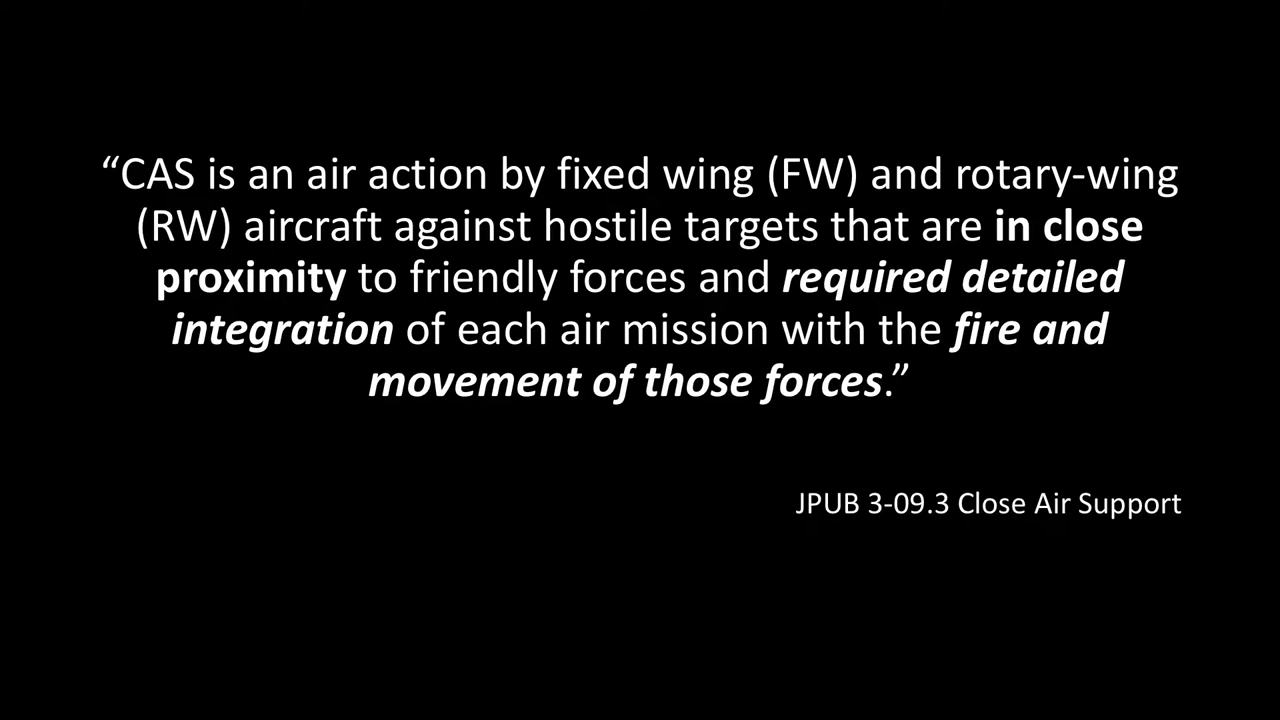 “CAS is an air action by fixed wing (FW) and rotary-wing
(RW) aircraft against hostile targets that are in close
proximity to friendly forces and required detailed
integration of each air mission with the fire and
movement of those forces.”
JPUB 3-09.3 Close Air Support